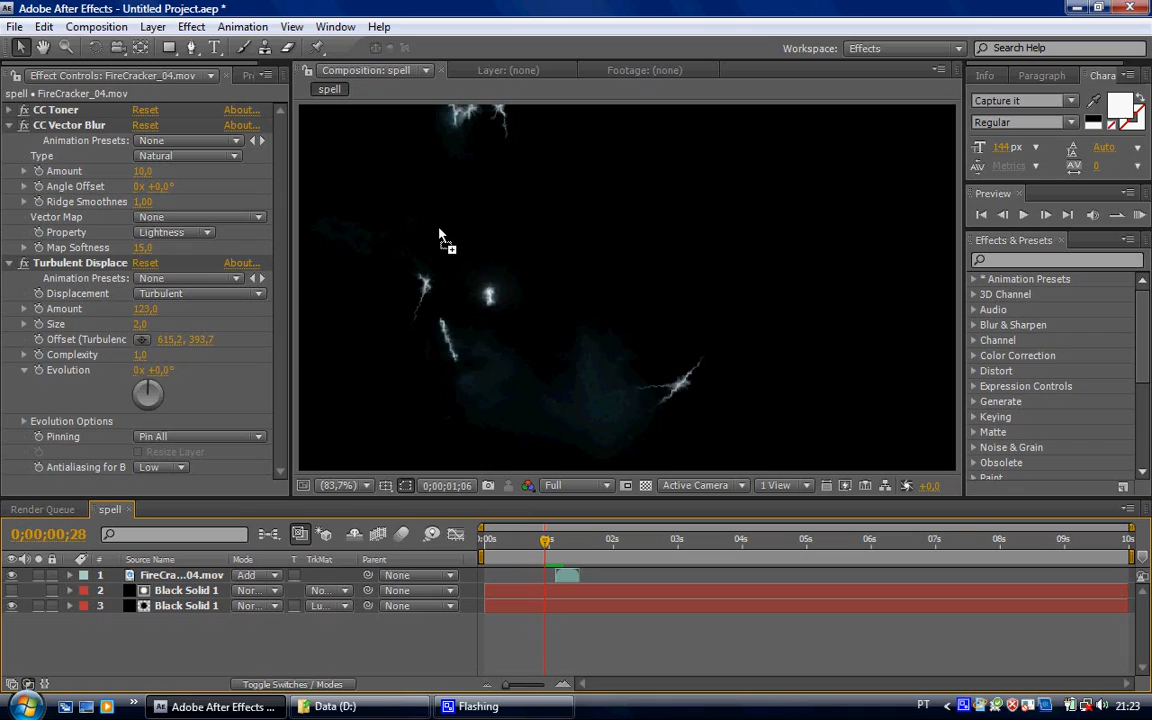 Adobe After Effects - Untitled Project.aep *
File Edit Composition Layer Effect Animation View Window Help
Workspace: Effects Search Help
Effect Controls: FireCracker_04.mov Pr
Composition: spell Layer: (none) Footage: (none)
Info Paragraph Chara
spell • FireCracker_04.mov
spell
CC Toner Reset About...
CC Vector Blur Reset About...
Animation Presets: None
Type Natural
Amount 10,0
Angle Offset 0x +0,0°
Ridge Smoothnes 1,00
Vector Map None
Property Lightness
Map Softness 15,0
Turbulent Displace Reset About...
Animation Presets: None
Displacement Turbulent
Amount 123,0
Size 2,0
Offset (Turbulenc 615,2, 393,7
Complexity 1,0
Evolution 0x +0,0°
Evolution Options
Pinning Pin All
Resize Layer
Antialiasing for B Low
Capture it
Regular
144 px Auto
Metrics 0
Preview
Effects & Presets
* Animation Presets
3D Channel
Audio
Blur & Sharpen
Channel
Color Correction
Distort
Expression Controls
Generate
Keying
Matte
Noise & Grain
Obsolete
Paint
(83,7%) 0;00;01;06 Full Active Camera 1 View +0,0
Render Queue spell
0;00;00;28
:00s 02s 03s 04s 05s 06s 07s 08s 09s 10s
# Source Name Mode T TrkMat Parent
1 FireCra...04.mov Add None
2 Black Solid 1 Nor... No... None
3 Black Solid 1 Nor... Lu... None
Toggle Switches / Modes
Adobe After Effects ... Data (D:) Flashing PT 21:23